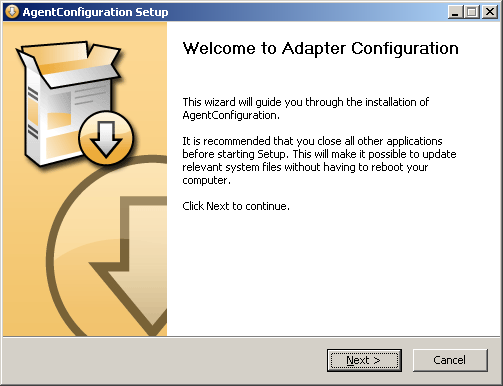 AgentConfiguration Setup
Welcome to Adapter Configuration
This wizard will guide you through the installation of
AgentConfiguration.
It is recommended that you close all other applications
before starting Setup. This will make it possible to update
relevant system files without having to reboot your
computer.
Click Next to continue.
Next >
Cancel